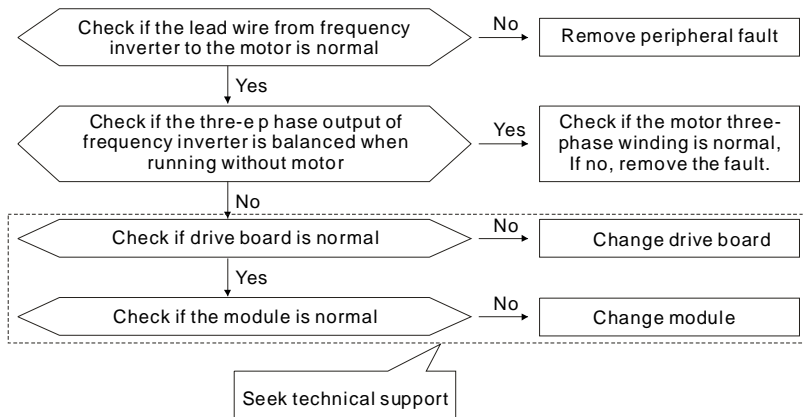 Check if the lead wire from frequency
inverter to the motor is normal
No
Remove peripheral fault
Yes
Check if the thre-e p hase output of
frequency inverter is balanced when
running without motor
Yes
Check if the motor three-
phase winding is normal,
If no, remove the fault.
No
Check if drive board is normal
No
Change drive board
Yes
Check if the module is normal
No
Change module
Seek technical support